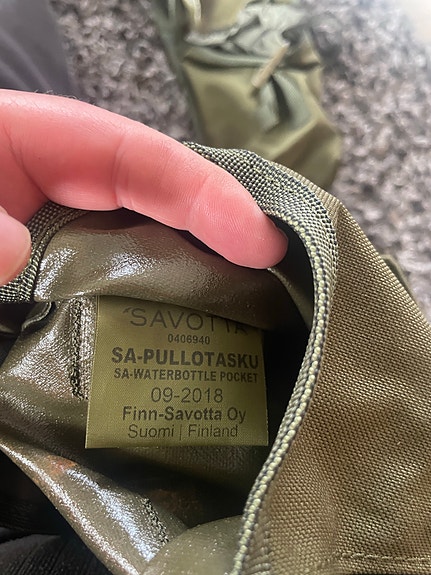 SAVOTTA
0406940
SA-PULLOTASKU
SA-WATERBOTTLE POCKET
09-2018
Finn-Savotta Oy
Suomi | Finland